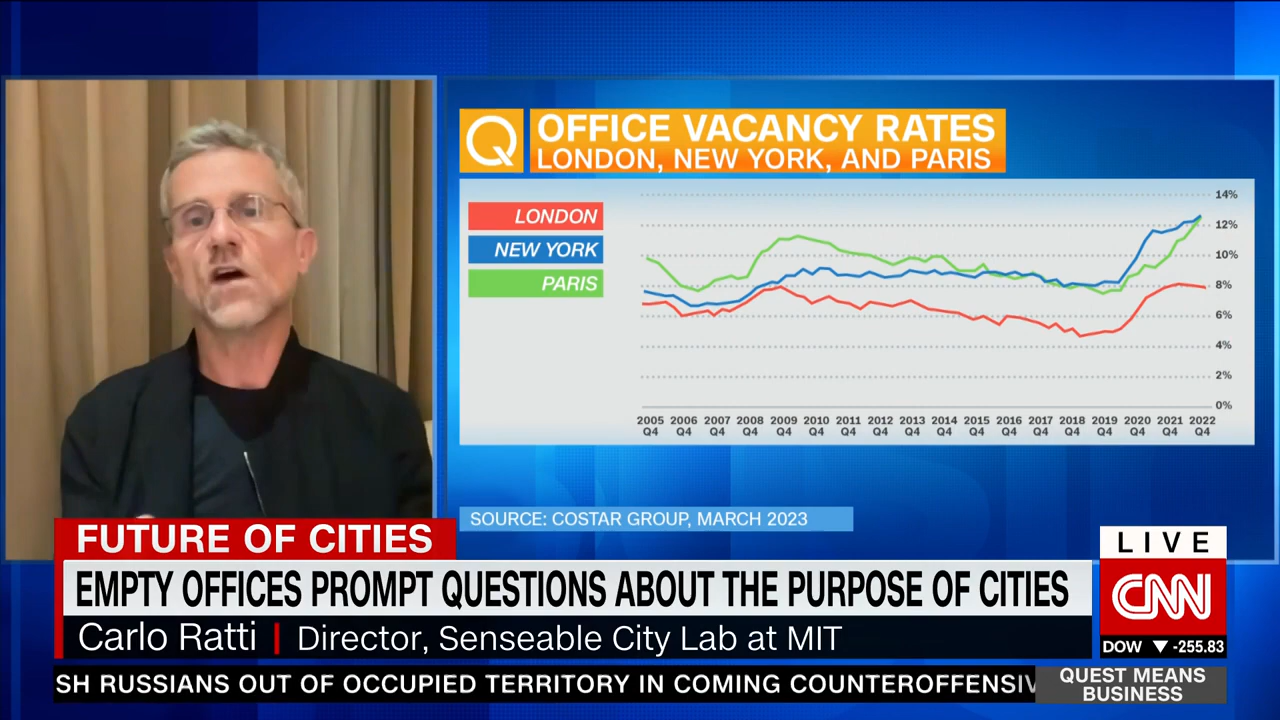 Q
OFFICE VACANCY RATES
LONDON, NEW YORK, AND PARIS
LONDON
NEW YORK
PARIS
14%
12%
10%
8%
6%
4%
2%
0%
2005 2006 2007 2008 2009 2010 2011 2012 2013 2014 2015 2016 2017 2018 2019 2020 2021 2022
Q4 Q4 Q4 Q4 Q4 Q4 Q4 Q4 Q4 Q4 Q4 Q4 Q4 Q4 Q4 Q4 Q4 Q4
SOURCE: COSTAR GROUP, MARCH 2023
FUTURE OF CITIES
EMPTY OFFICES PROMPT QUESTIONS ABOUT THE PURPOSE OF CITIES
Carlo Ratti | Director, Senseable City Lab at MIT
LIVE
CNN
DOW ▼ -255.83
SH RUSSIANS OUT OF OCCUPIED TERRITORY IN COMING COUNTEROFFENSIV
QUEST MEANS
BUSINESS